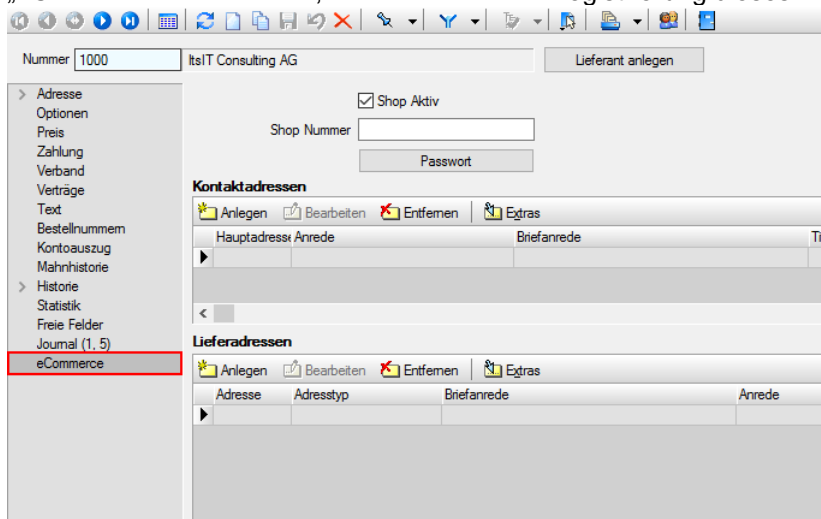 Nummer 1000 ItsIT Consulting AG Lieferant anlegen
Adresse
Optionen
Preis
Zahlung
Verband
Verträge
Text
Bestellnummern
Kontoauszug
Mahnhistorie
Historie
Statistik
Freie Felder
Journal (1, 5)
eCommerce
Shop Aktiv
Shop Nummer
Passwort
Kontaktadressen
Anlegen Bearbeiten Entfernen Extras
Hauptadresse Anrede Briefanrede Ti
Lieferadressen
Anlegen Bearbeiten Entfernen Extras
Adresse Adresstyp Briefanrede Anrede